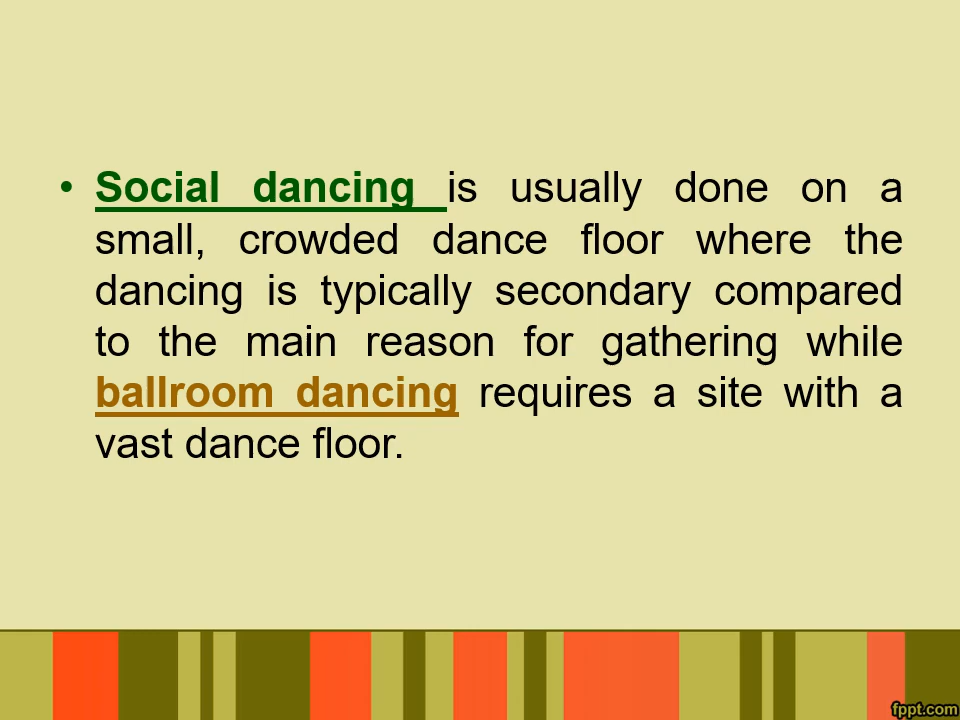 • Social dancing is usually done on a
small, crowded dance floor where the
dancing is typically secondary compared
to the main reason for gathering while
ballroom dancing requires a site with a
vast dance floor.
fppt.com